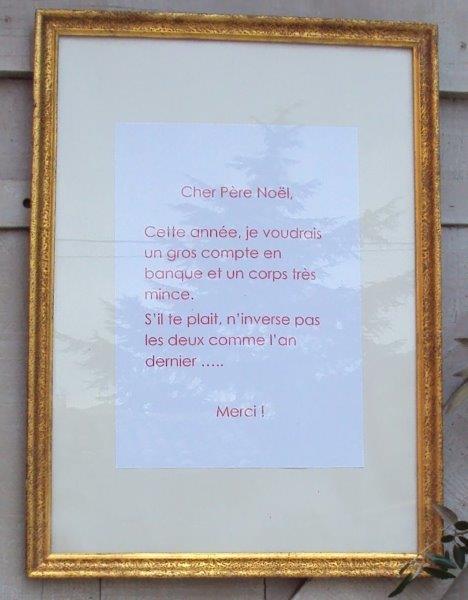 Cher Père Noël,
Cette année, je voudrais
un gros compte en
banque et un corps très
mince.
S'il te plait, n'inverse pas
les deux comme l'an
dernier .....
Merci !